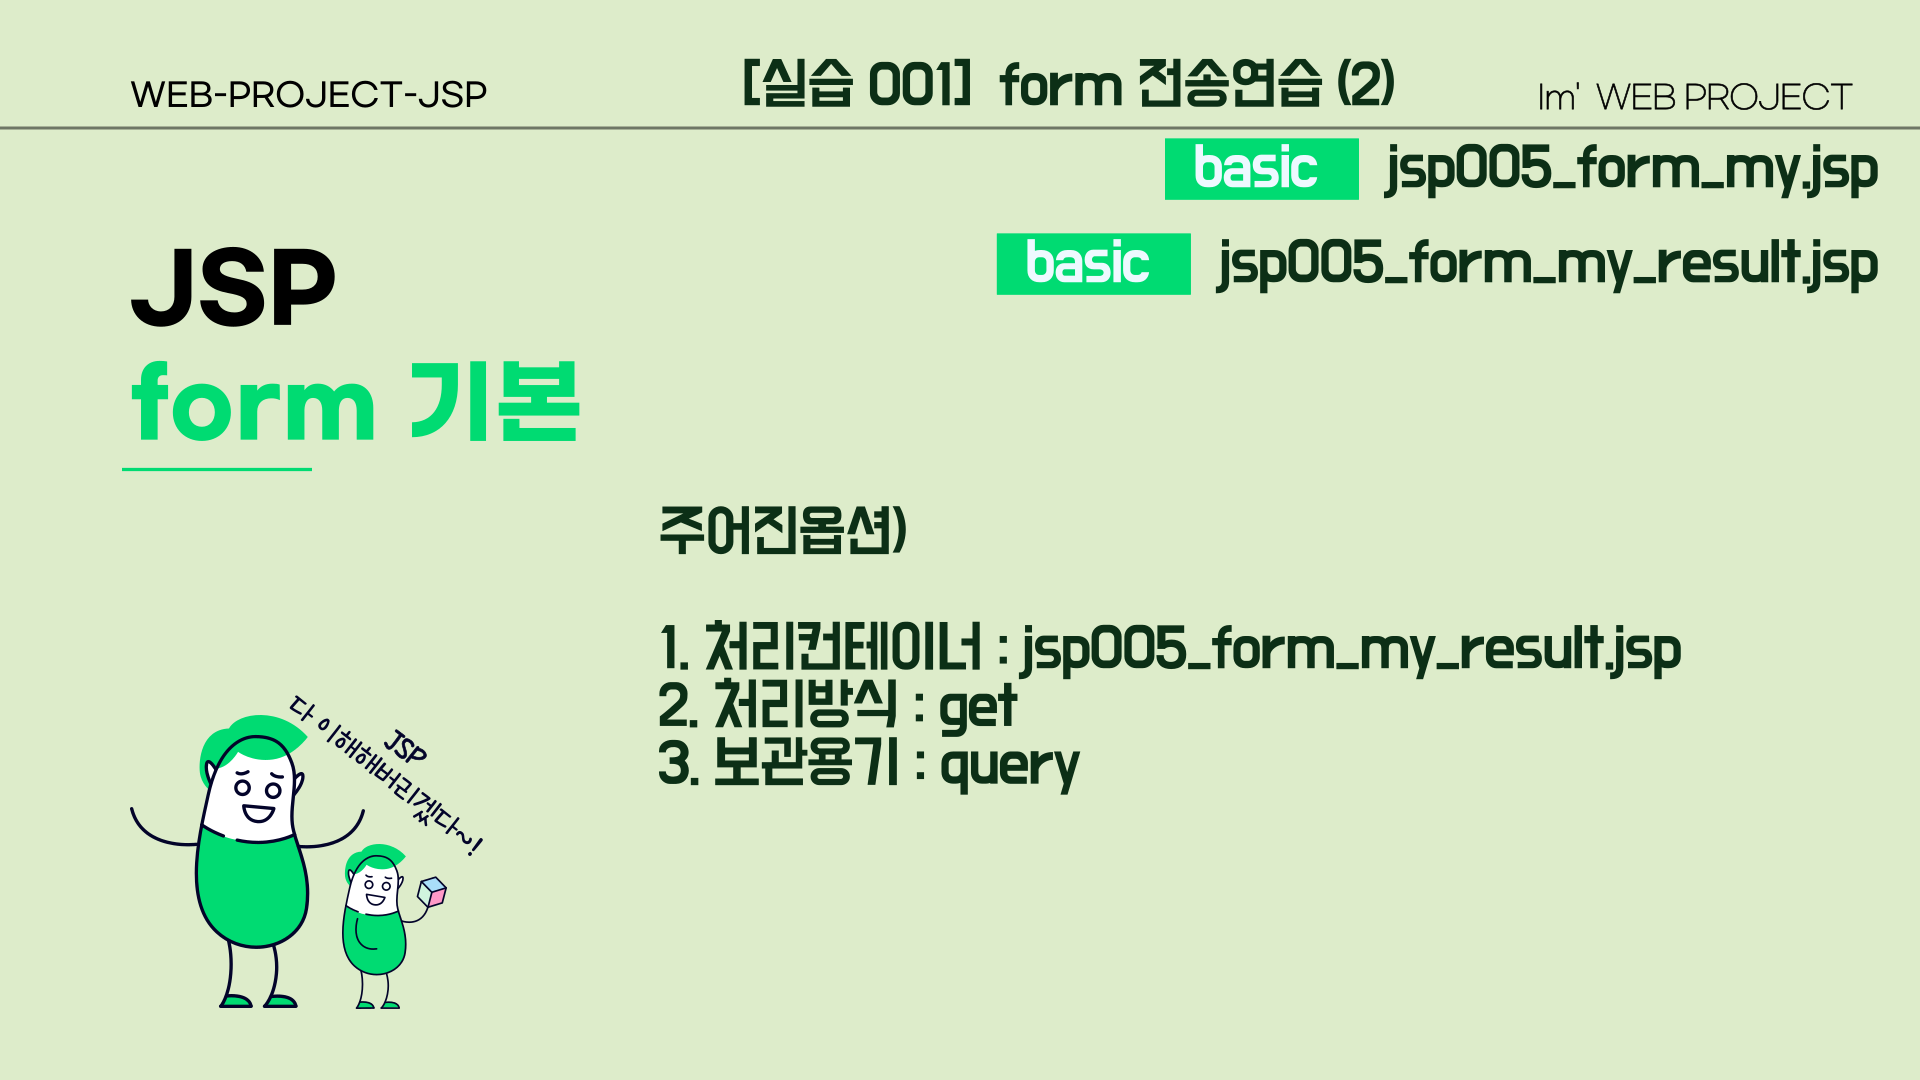 WEB-PROJECT-JSP
[실습 001] form 전송연습 (2)
Im' WEB PROJECT
basic jsp005_form_my.jsp
basic jsp005_form_my_result.jsp
JSP
form 기본
주어진옵션)
1. 처리컨테이너 : jsp005_form_my_result.jsp
2. 처리방식 : get
3. 보관용기 : query
JSP
다 이해해버리겠다~!